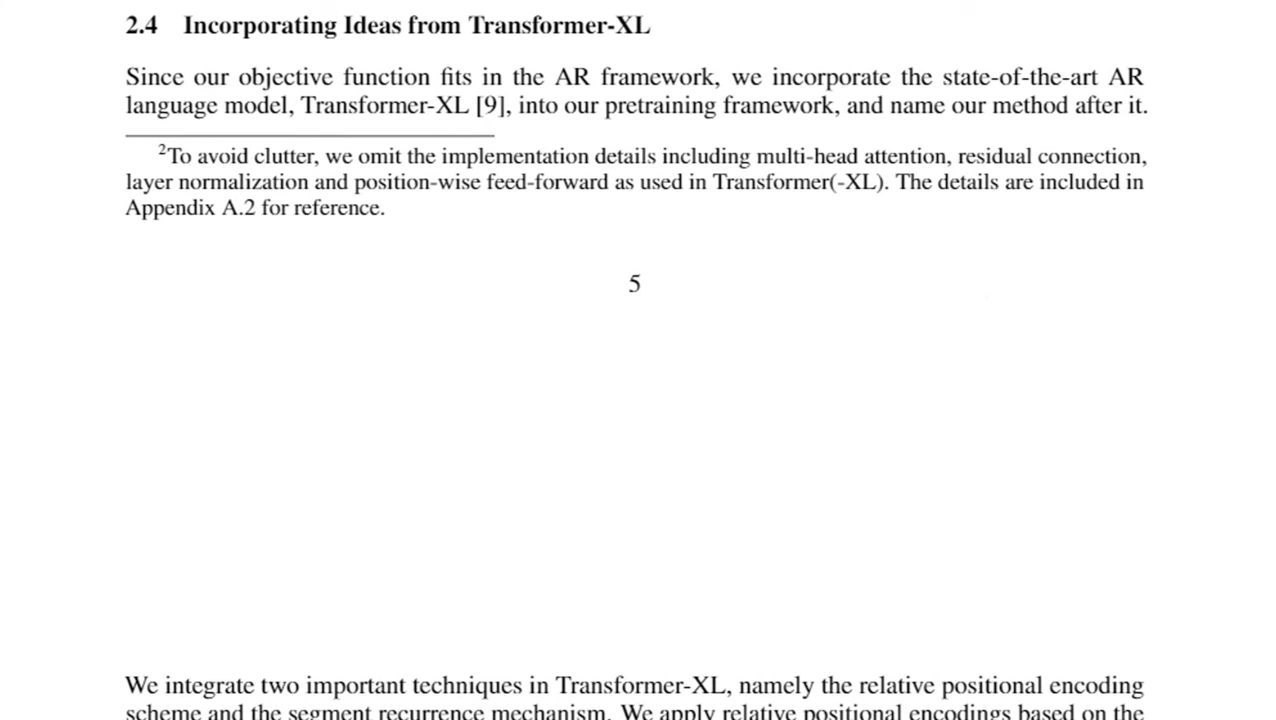 2.4 Incorporating Ideas from Transformer-XL
Since our objective function fits in the AR framework, we incorporate the state-of-the-art AR
language model, Transformer-XL [9], into our pretraining framework, and name our method after it.
²To avoid clutter, we omit the implementation details including multi-head attention, residual connection,
layer normalization and position-wise feed-forward as used in Transformer(-XL). The details are included in
Appendix A.2 for reference.
5
We integrate two important techniques in Transformer-XL, namely the relative positional encoding
scheme and the segment recurrence mechanism. We apply relative positional encodings based on the